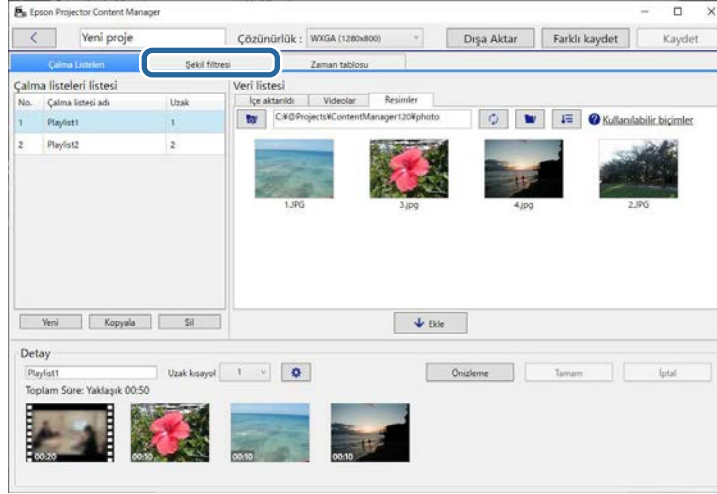 Epson Projector Content Manager
Yeni proje Çözünürlük : WXGA (1280x800) Dışa Aktar Farklı kaydet Kaydet
Çalma Listeleri Şekil filtresi Zaman tablosu
Çalma listeleri listesi
No. Çalma listesi adı Uzak
1 Playlist1 1
2 Playlist2 2
Yeni Kopyala Sil
Veri listesi
İçe aktarıldı Videolar Resimler
C:¥@Projects¥ContentManager120¥photo Kullanılabilir biçimler
1.JPG 3.jpg 4.jpg 2.JPG
Ekle
Detay
Playlist1 Uzak kısayol 1 Önizleme Tamam İptal
Toplam Süre: Yaklaşık 00:50
00:20 00:10 00:10 00:10